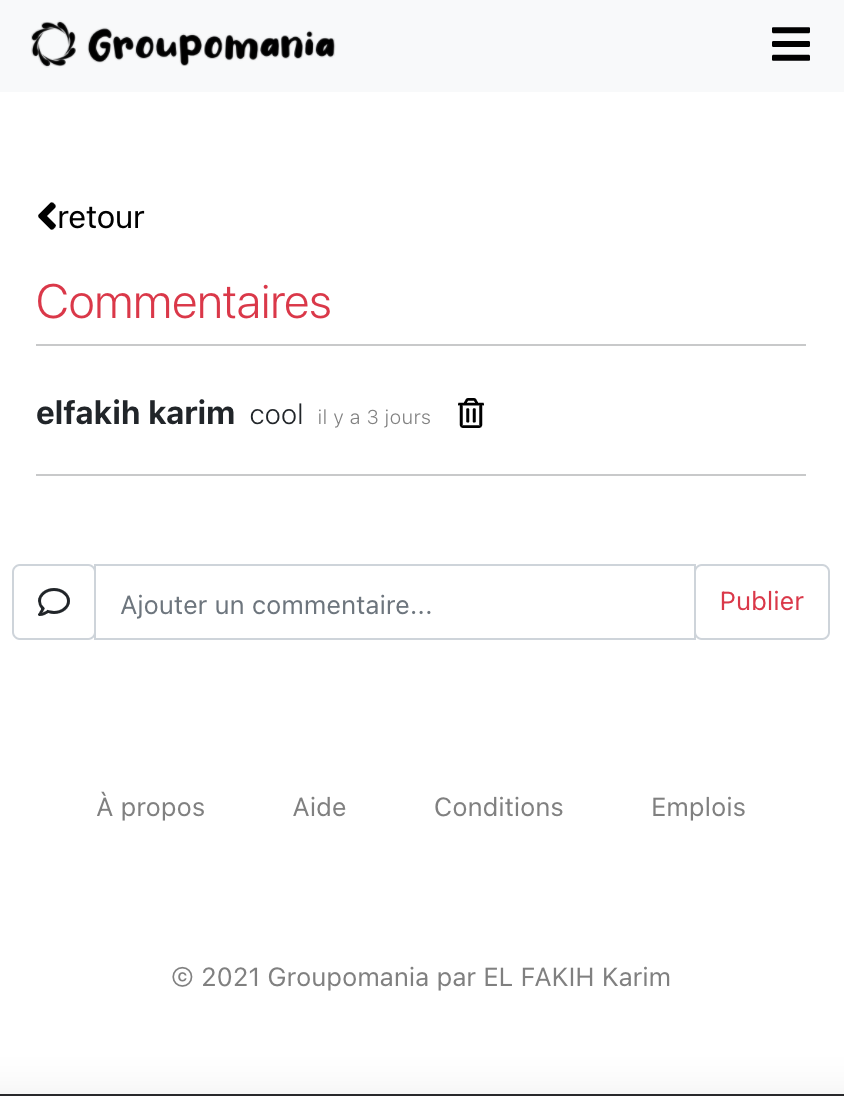 Groupomania
retour
Commentaires
elfakih karim cool il y a 3 jours
Ajouter un commentaire... Publier
À propos Aide Conditions Emplois
© 2021 Groupomania par EL FAKIH Karim